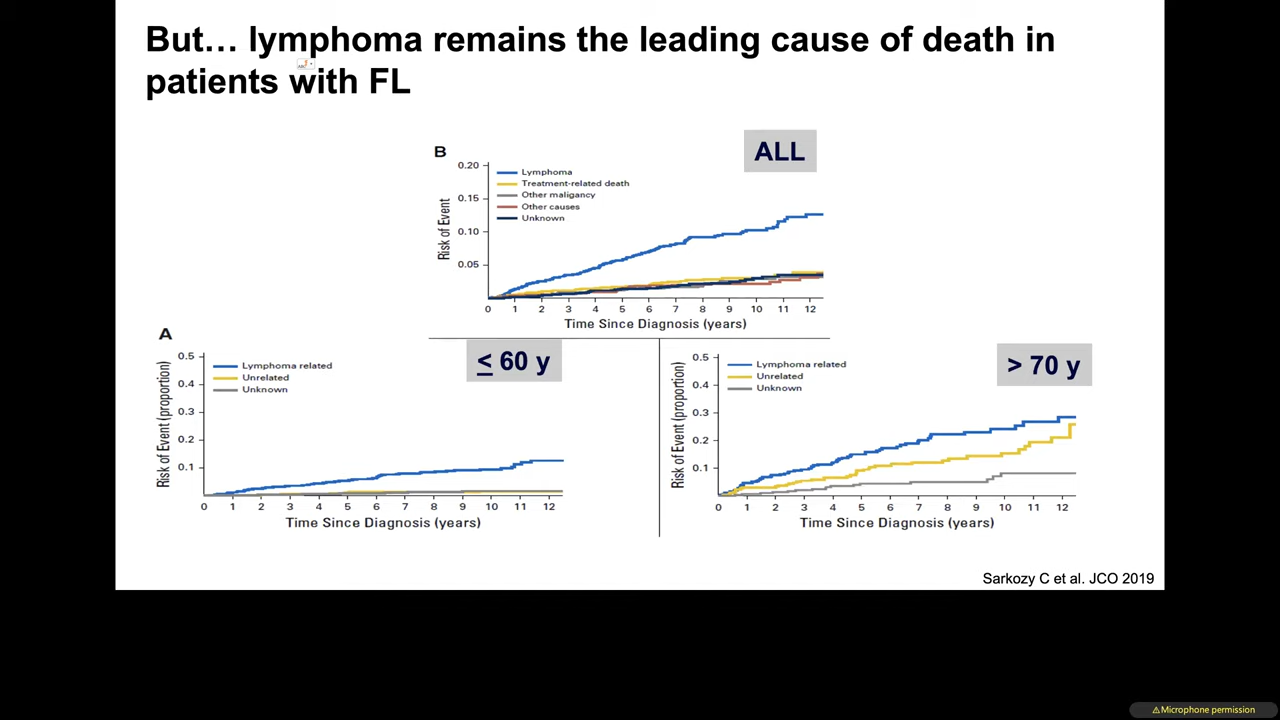 But… lymphoma remains the leading cause of death in
patients with FL
B
ALL
Risk of Event
0.20
0.15
0.10
0.05
Lymphoma
Treatment-related death
Other maligancy
Other causes
Unknown
0 1 2 3 4 5 6 7 8 9 10 11 12
Time Since Diagnosis (years)
A
≤ 60 y
Risk of Event (proportion)
0.5
0.4
0.3
0.2
0.1
Lymphoma related
Unrelated
Unknown
0 1 2 3 4 5 6 7 8 9 10 11 12
Time Since Diagnosis (years)
> 70 y
Risk of Event (proportion)
0.5
0.4
0.3
0.2
0.1
Lymphoma related
Unrelated
Unknown
0 1 2 3 4 5 6 7 8 9 10 11 12
Time Since Diagnosis (years)
Sarkozy C et al. JCO 2019
⚠Microphone permission